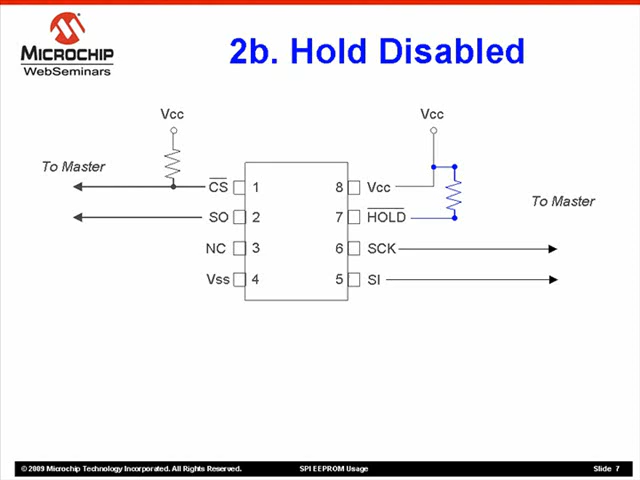 MICROCHIP
WebSeminars
2b. Hold Disabled
Vcc
Vcc
To Master
To Master
CS 1
SO 2
NC 3
Vss 4
8 Vcc
7 HOLD
6 SCK
5 SI
© 2009 Microchip Technology Incorporated. All Rights Reserved.
SPI EEPROM Usage
Slide 7